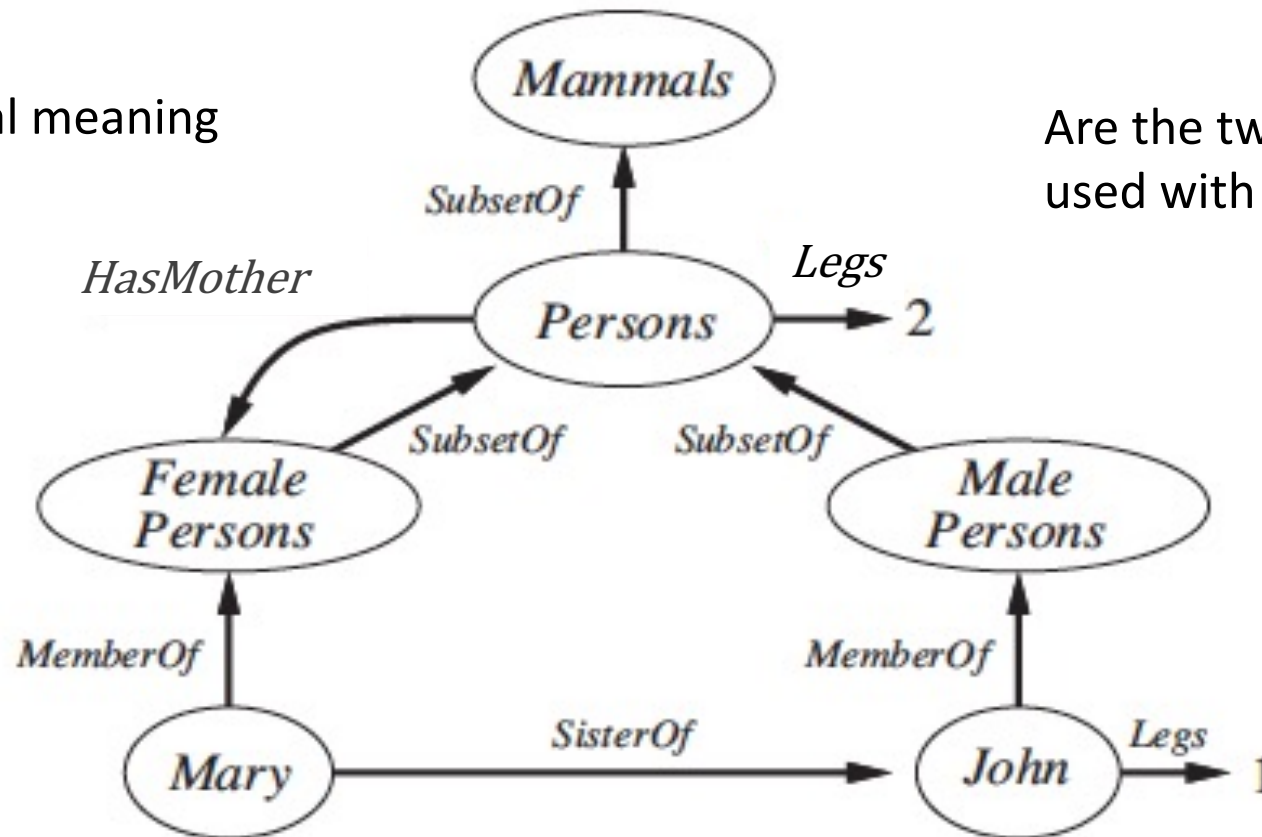 Mammals
al meaning
Are the tw
used with
SubsetOf
HasMother
Legs
Persons
2
SubsetOf
SubsetOf
Female
Persons
Male
Persons
MemberOf
MemberOf
SisterOf
Legs
Mary
John
1